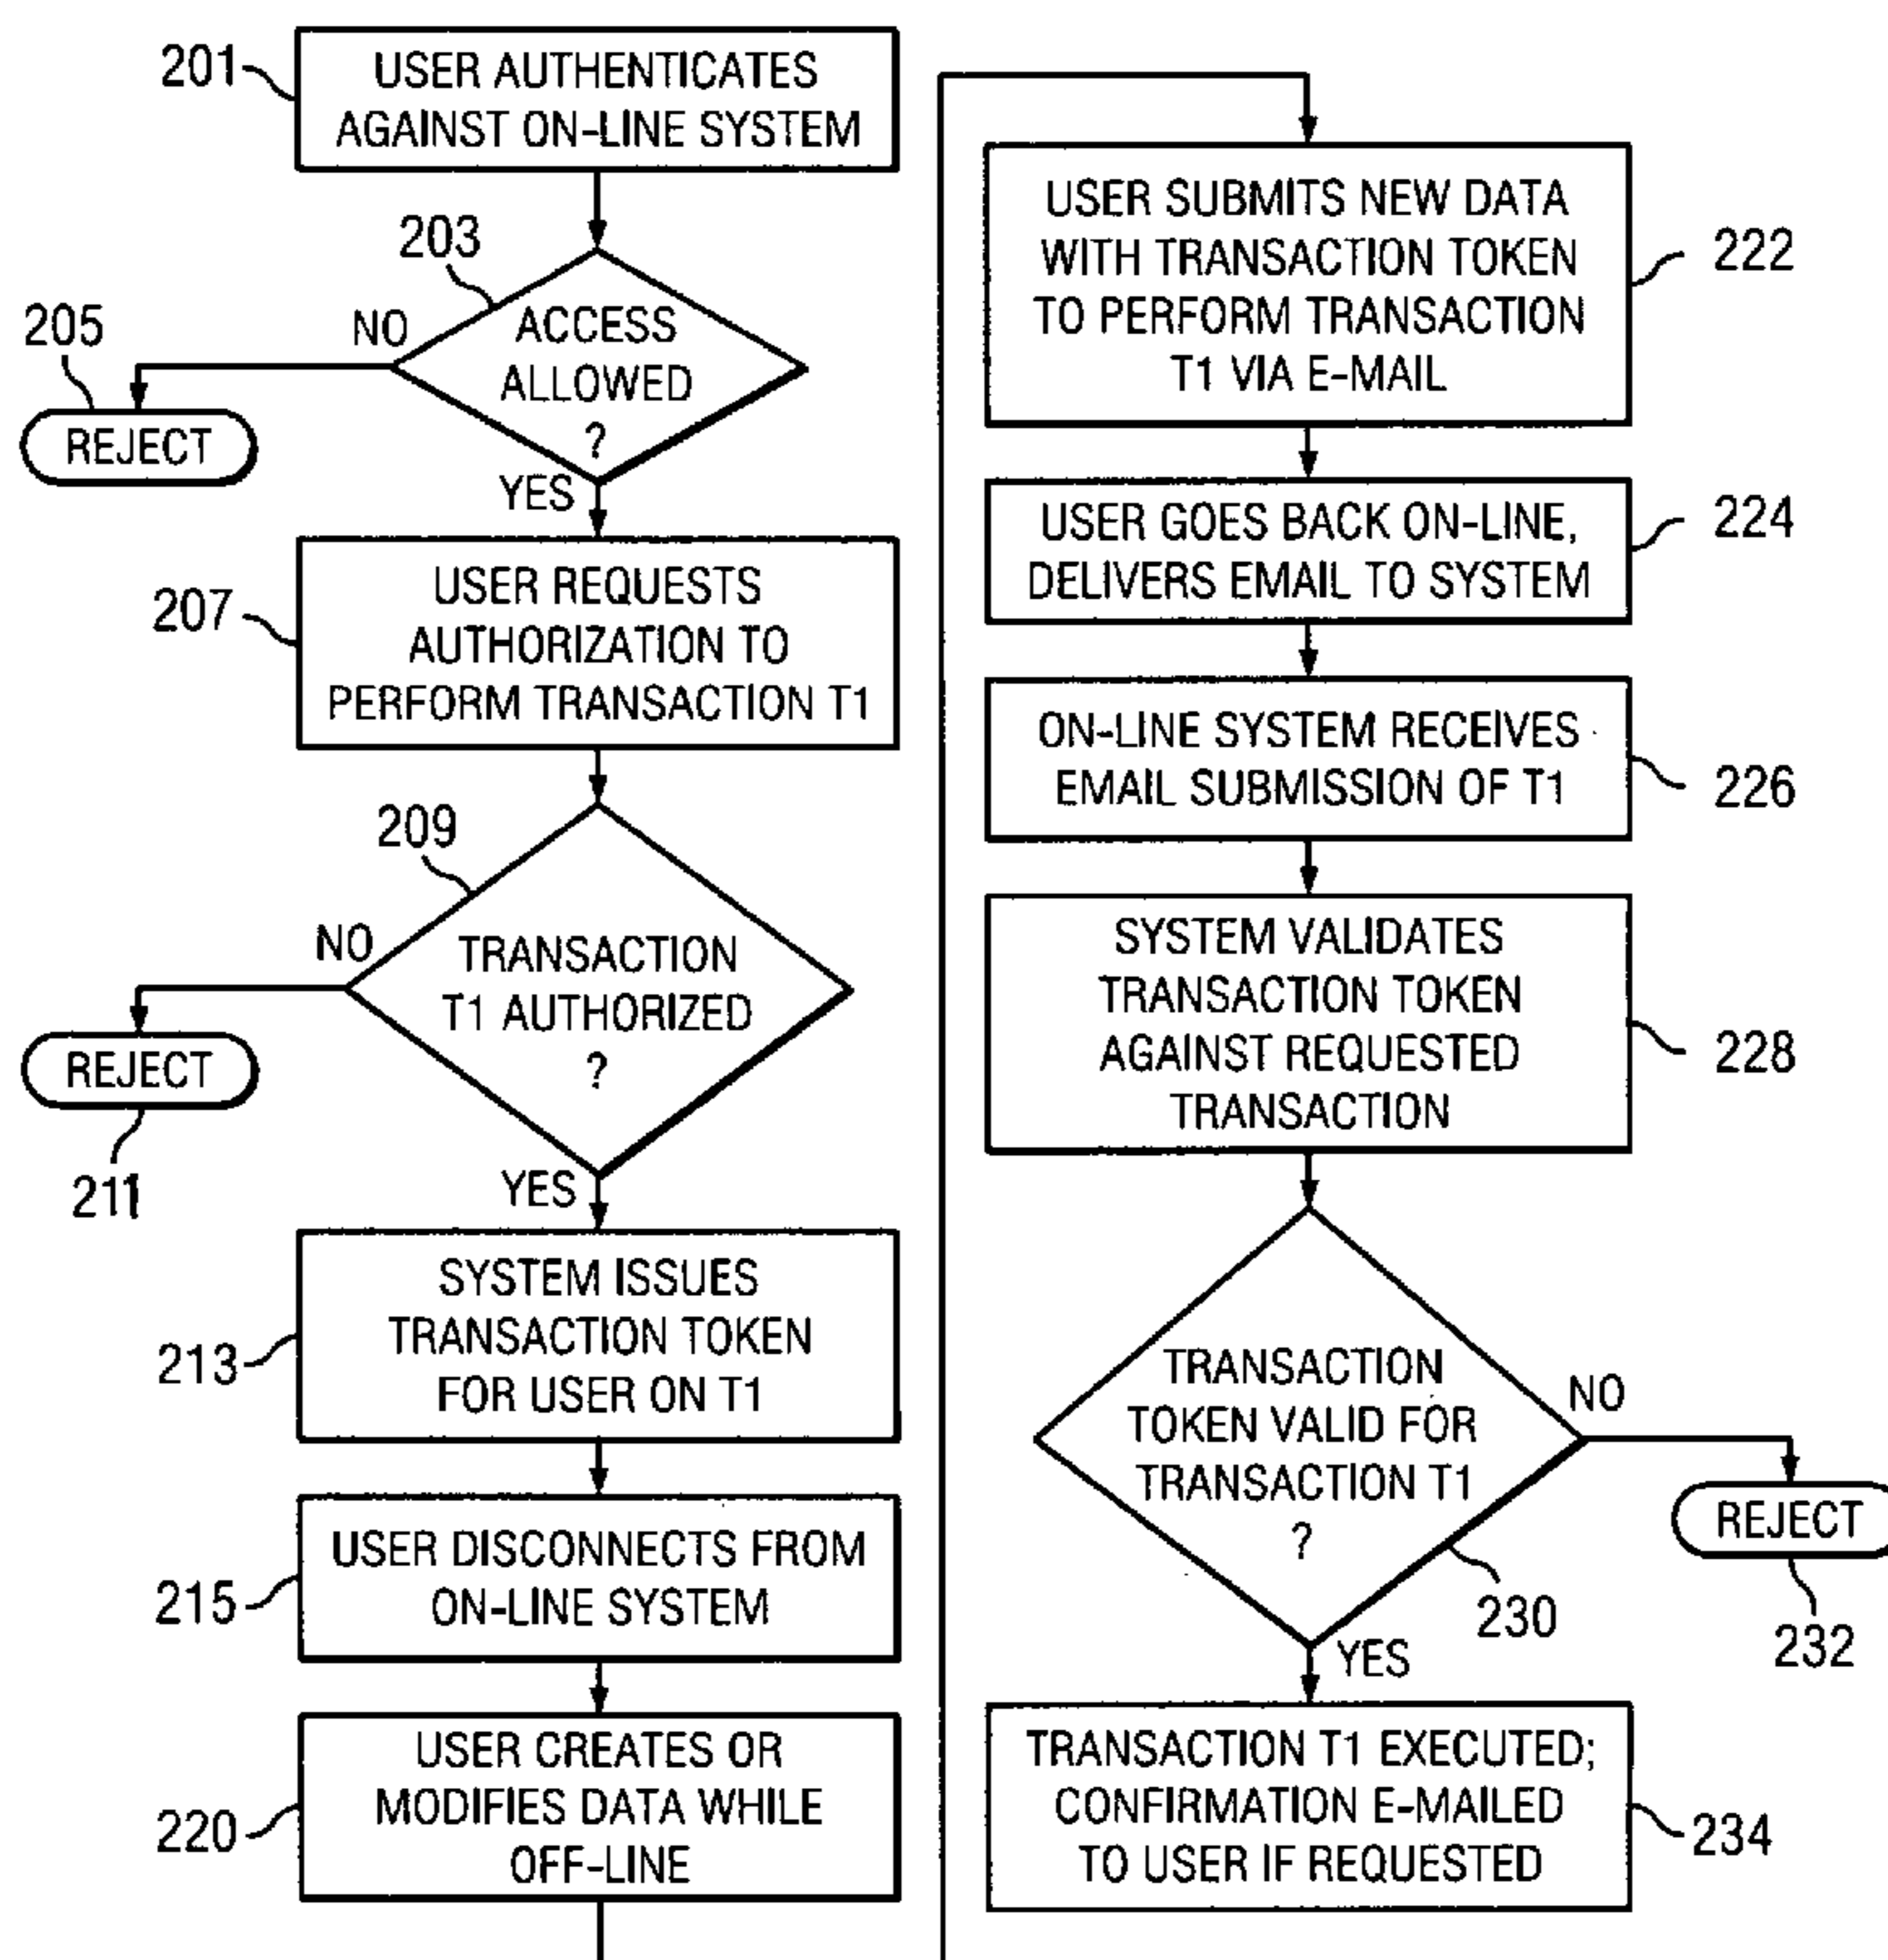 201
USER AUTHENTICATES
AGAINST ON-LINE SYSTEM
203
ACCESS
ALLOWED
?
NO
205
REJECT
YES
207
USER REQUESTS
AUTHORIZATION TO
PERFORM TRANSACTION T1
209
TRANSACTION
T1 AUTHORIZED
?
NO
REJECT
211
YES
213
SYSTEM ISSUES
TRANSACTION TOKEN
FOR USER ON T1
215
USER DISCONNECTS FROM
ON-LINE SYSTEM
220
USER CREATES OR
MODIFIES DATA WHILE
OFF-LINE
USER SUBMITS NEW DATA
WITH TRANSACTION TOKEN
TO PERFORM TRANSACTION
T1 VIA E-MAIL
222
USER GOES BACK ON-LINE,
DELIVERS EMAIL TO SYSTEM
224
ON-LINE SYSTEM RECEIVES
EMAIL SUBMISSION OF T1
226
SYSTEM VALIDATES
TRANSACTION TOKEN
AGAINST REQUESTED
TRANSACTION
228
TRANSACTION
TOKEN VALID FOR
TRANSACTION T1
?
230
NO
REJECT
232
YES
TRANSACTION T1 EXECUTED;
CONFIRMATION E-MAILED
TO USER IF REQUESTED
234